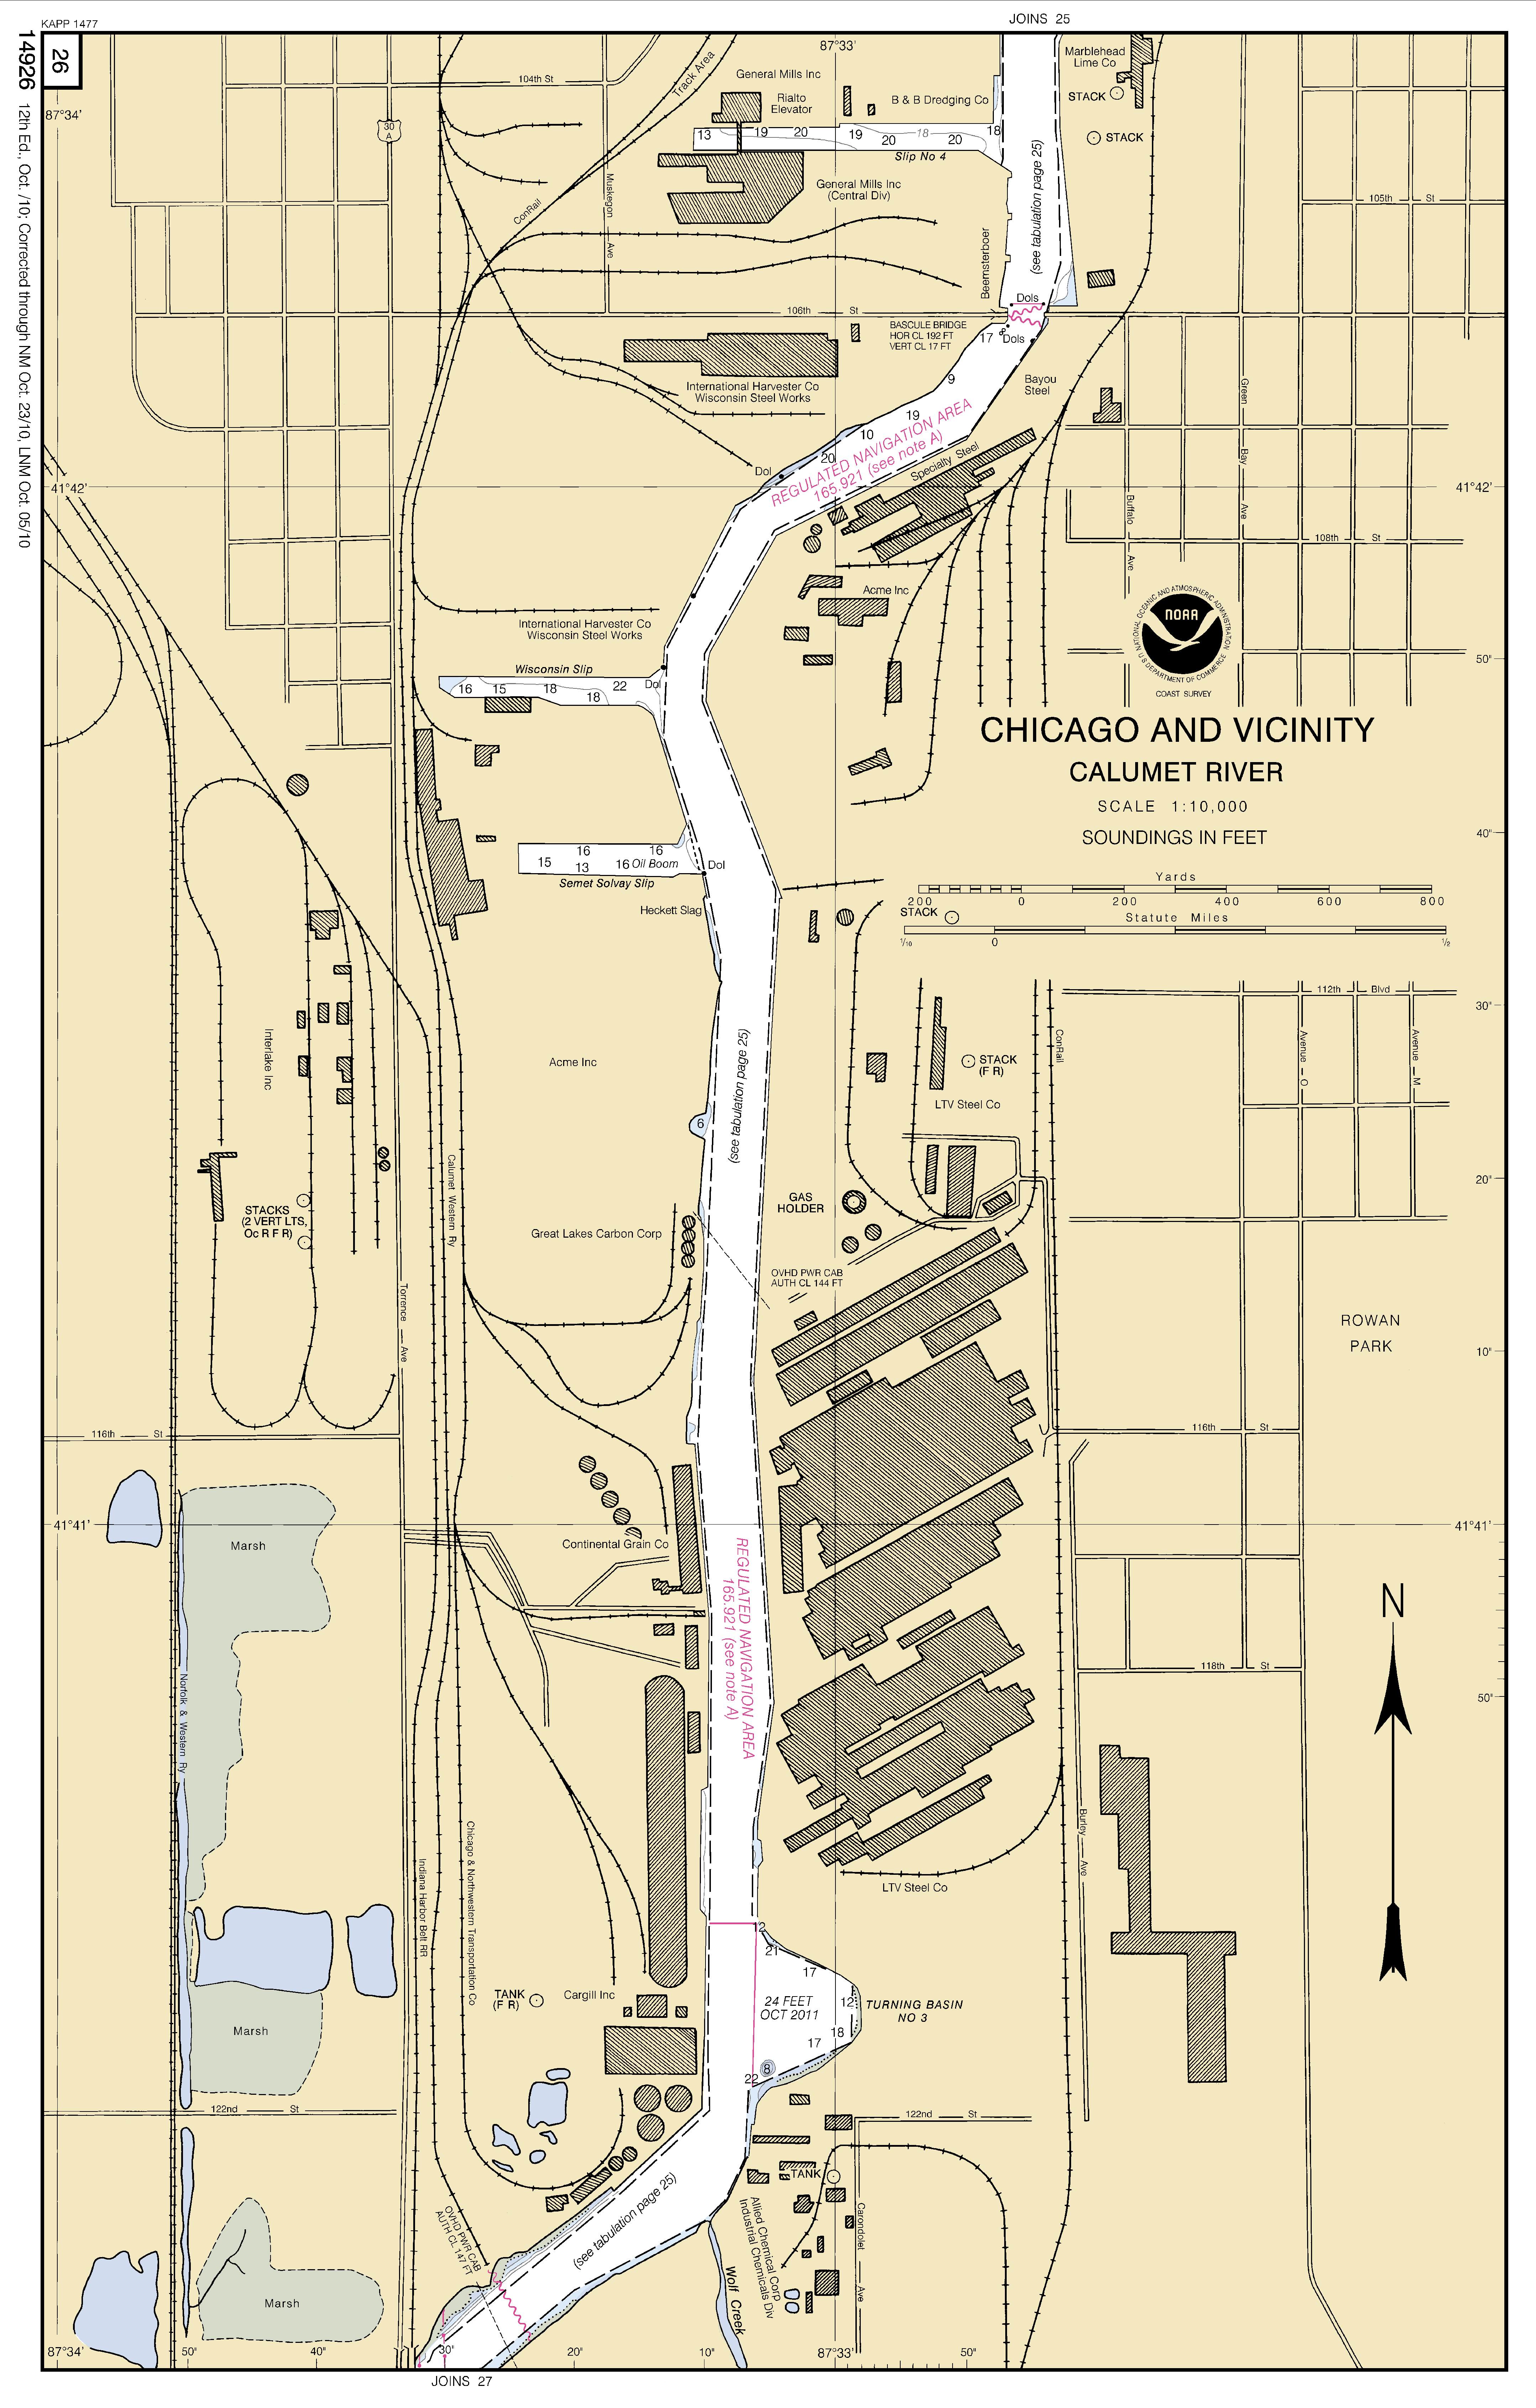 KAPP 1477
JOINS 25
26
14926 12th Ed., Oct. /10; Corrected through NM Oct. 23/10, LNM Oct. 05/10
87°34'
87°33'
104th St
30
A
Track Area
General Mills Inc
Rialto
Elevator
B & B Dredging Co
Marblehead
Lime Co
STACK
STACK
13
19
20
19
20
18
20
18
Slip No 4
General Mills Inc
(Central Div)
ConRail
Muskegon
Ave
Beemsterboer
(see tabulation page 25)
105th St
Dols
106th St
BASCULE BRIDGE
HOR CL 192 FT
VERT CL 17 FT
17
8
Dols
International Harvester Co
Wisconsin Steel Works
9
Bayou
Steel
19
10
20
REGULATED NAVIGATION AREA
165.921 (see note A)
Specialty Steel
Dol
Green
Bay
Ave
41°42'
41°42'
Buffalo
Ave
108th St
Acme Inc
NATIONAL OCEANIC AND ATMOSPHERIC ADMINISTRATION
U.S. DEPARTMENT OF COMMERCE
NOAA
COAST SURVEY
International Harvester Co
Wisconsin Steel Works
50"
Wisconsin Slip
Dol
16
15
18
18
22
CHICAGO AND VICINITY
CALUMET RIVER
SCALE 1:10,000
SOUNDINGS IN FEET
40"
15
16
13
16
16
Oil Boom
Dol
Semet Solvay Slip
Heckett Slag
Yards
200 0 200 400 600 800
STACK
Statute Miles
1/10 0 1/2
112th Blvd
30"
Interlake Inc
Acme Inc
(see tabulation page 25)
STACK
(F R)
LTV Steel Co
ConRail
Avenue O
Avenue M
6
20"
STACKS
(2 VERT LTS,
Oc R F R)
Calumet Western Ry
Great Lakes Carbon Corp
GAS
HOLDER
OVHD PWR CAB
AUTH CL 144 FT
Torrence Ave
ROWAN
PARK
10"
116th St
116th St
41°41'
41°41'
Marsh
Continental Grain Co
REGULATED NAVIGATION AREA
165.921 (see note A)
N
118th St
50"
Norfolk & Western Ry
Indiana Harbor Belt RR
Chicago & Northwestern Transportation Co
Burley
Ave
LTV Steel Co
12
21
17
24 FEET
OCT 2011
12
18
17
8
22
TURNING BASIN
NO 3
TANK
(F R)
Cargill Inc
Marsh
122nd St
122nd St
TANK
Allied Chemical Corp
Industrial Chemicals Div
Carondolet
Ave
(see tabulation page 25)
OVHD PWR CAB
AUTH CL 147 FT
Wolf Creek
Marsh
87°34'
50"
40"
30'
20"
10"
87°33'
50"
JOINS 27